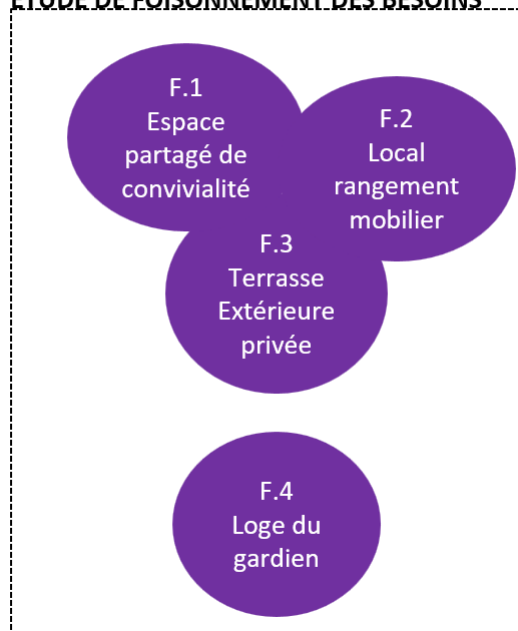 ETUDE DE FOISONNEMENT DES BESOINS
F.1
Espace
partagé de
convivialité
F.2
Local
rangement
mobilier
F.3
Terrasse
Extérieure
privée
F.4
Loge du
gardien